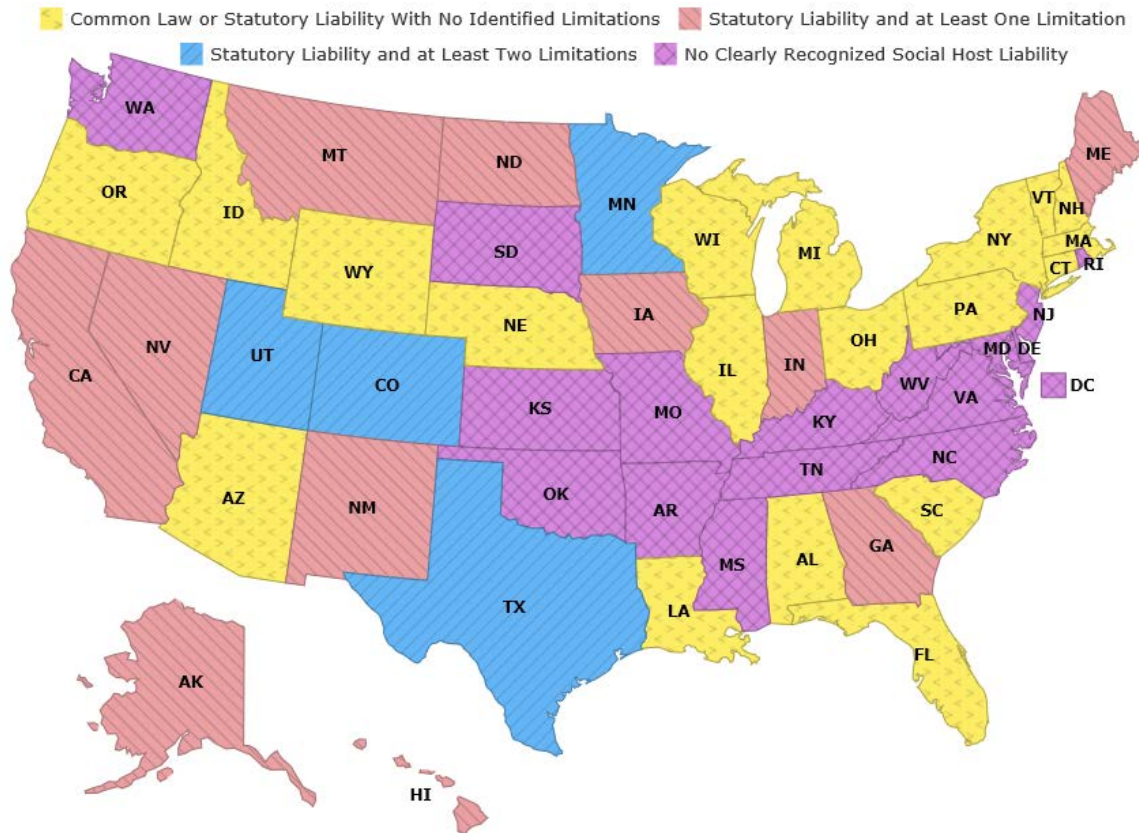 Common Law or Statutory Liability With No Identified Limitations
Statutory Liability and at Least One Limitation
Statutory Liability and at Least Two Limitations
No Clearly Recognized Social Host Liability
WA
MT
ND
ME
OR
ID
MN
VT
NH
SD
WI
NY
MA
WY
MI
CT
RI
IA
PA
NE
NJ
NV
OH
MD
DE
UT
IL
IN
CA
CO
DC
WV
VA
KS
MO
KY
NC
TN
AZ
OK
NM
AR
SC
GA
MS
AL
TX
LA
FL
AK
HI